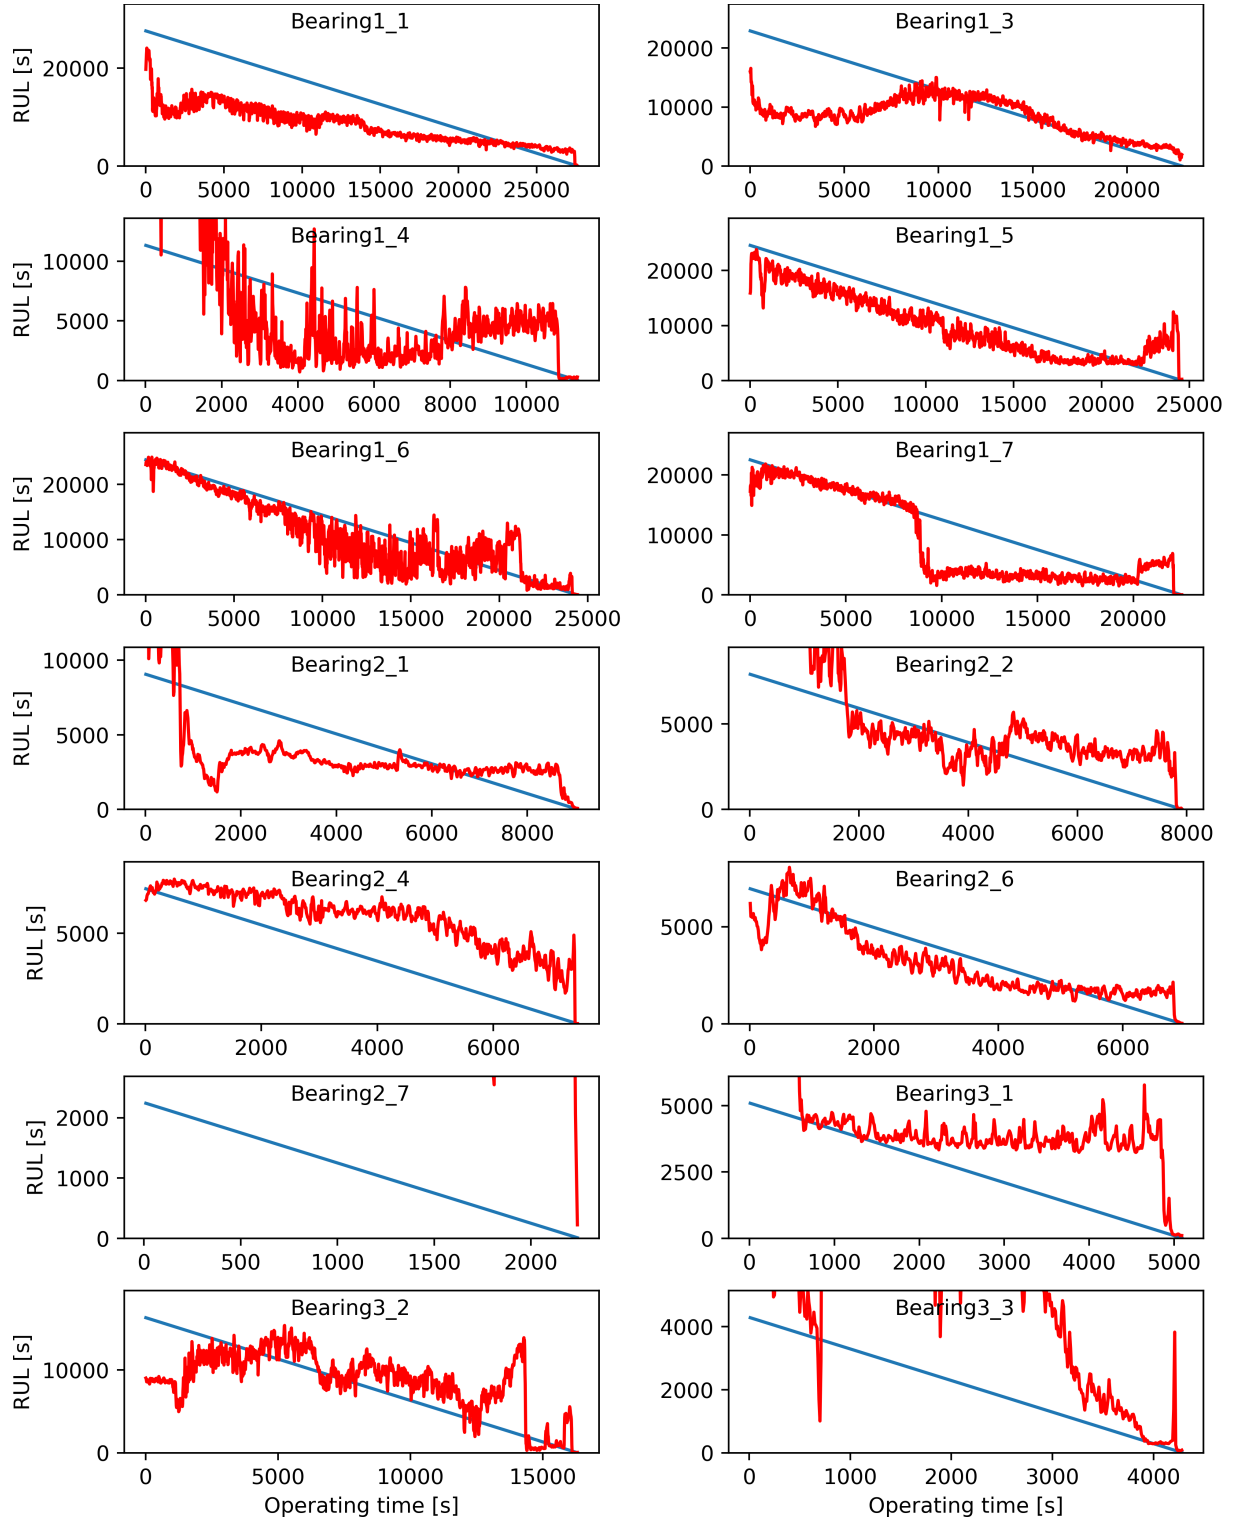 Bearing1_1
RUL [s]
20000
0
0 5000 10000 15000 20000 25000
Bearing1_3
20000
10000
0
0 5000 10000 15000 20000
Bearing1_4
RUL [s]
10000
5000
0
0 2000 4000 6000 8000 10000
Bearing1_5
20000
10000
0
0 5000 10000 15000 20000 25000
Bearing1_6
RUL [s]
20000
10000
0
0 5000 10000 15000 20000 25000
Bearing1_7
20000
10000
0
0 5000 10000 15000 20000
Bearing2_1
RUL [s]
10000
5000
0
0 2000 4000 6000 8000
Bearing2_2
5000
0
0 2000 4000 6000 8000
Bearing2_4
RUL [s]
5000
0
0 2000 4000 6000
Bearing2_6
5000
0
0 2000 4000 6000
Bearing2_7
RUL [s]
2000
1000
0
0 500 1000 1500 2000
Bearing3_1
5000
2500
0
0 1000 2000 3000 4000 5000
Bearing3_2
RUL [s]
10000
0
0 5000 10000 15000
Operating time [s]
Bearing3_3
4000
2000
0
0 1000 2000 3000 4000
Operating time [s]